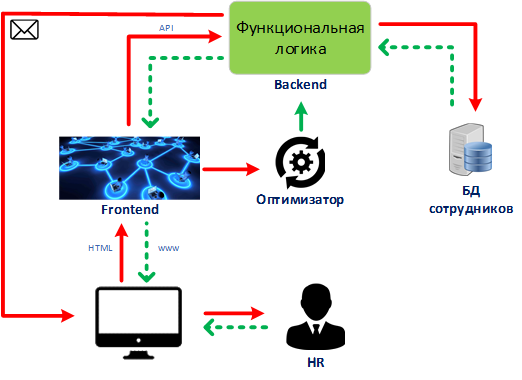 API
Функциональная
логика
Backend
Frontend
Оптимизатор
БД
сотрудников
HTML
www
HR